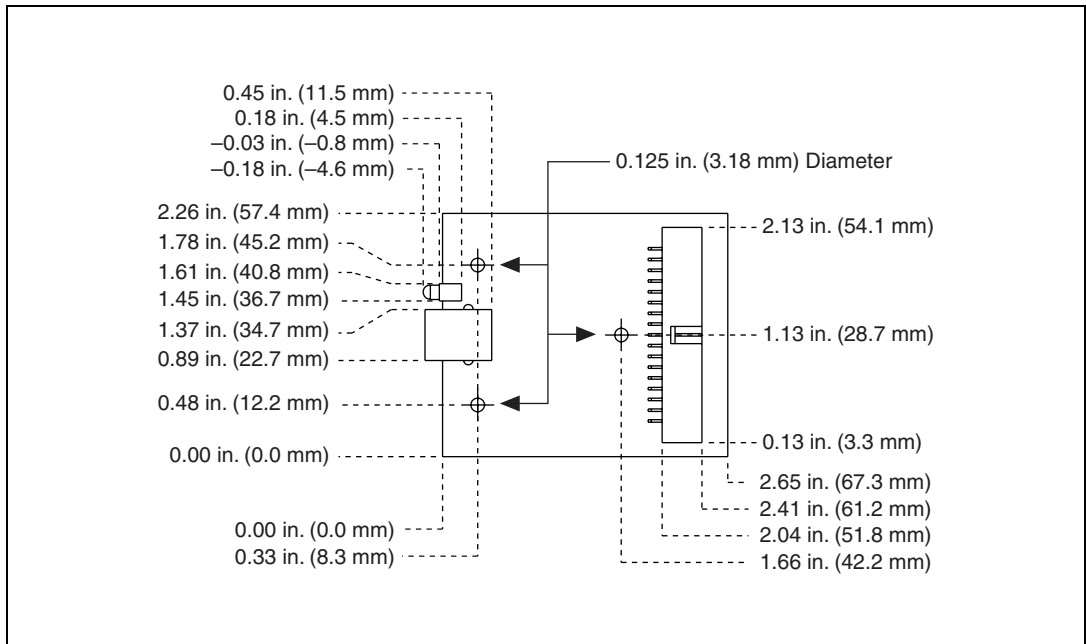 0.45 in. (11.5 mm)
0.18 in. (4.5 mm)
–0.03 in. (–0.8 mm)
–0.18 in. (–4.6 mm)
0.125 in. (3.18 mm) Diameter
2.26 in. (57.4 mm)
1.78 in. (45.2 mm)
1.61 in. (40.8 mm)
1.45 in. (36.7 mm)
1.37 in. (34.7 mm)
0.89 in. (22.7 mm)
0.48 in. (12.2 mm)
0.00 in. (0.0 mm)
2.13 in. (54.1 mm)
1.13 in. (28.7 mm)
0.13 in. (3.3 mm)
0.00 in. (0.0 mm)
0.33 in. (8.3 mm)
2.65 in. (67.3 mm)
2.41 in. (61.2 mm)
2.04 in. (51.8 mm)
1.66 in. (42.2 mm)